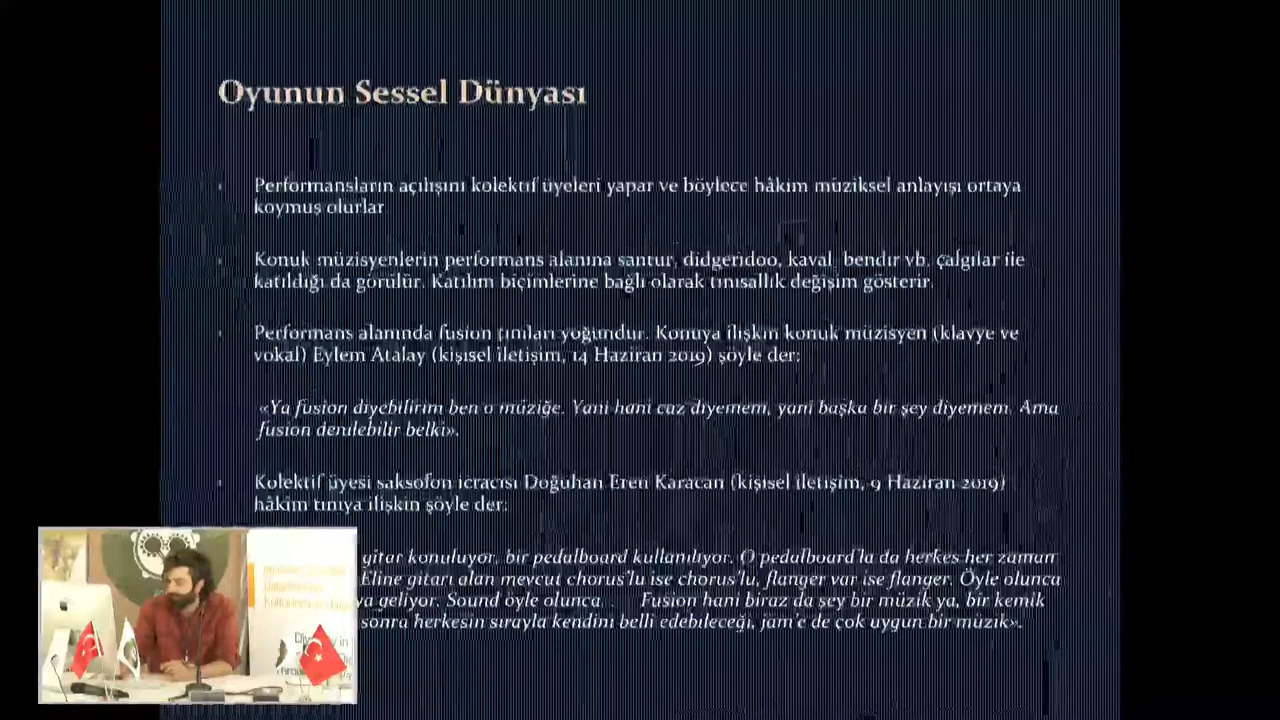 Oyunun Sessel Dünyası
Performansların açılışını kolektif üyeleri yapar ve böylece hâkim müziksel anlayışı ortaya
koymuş olurlar
Konuk müzisyenlerin performans alanına santur, didgeridoo, kaval, bendir vb. çalgılar ile
katıldığı da görülür. Katılım biçimlerine bağlı olarak tınısallık değişim gösterir.
Performans alanında fusion tınıları yoğundur. Konuya ilişkin konuk müzisyen (klavye ve
vokal) Eylem Atalay (kişisel iletişim, 14 Haziran 2019) şöyle der:
«Ya fusion diyebilirim ben o müziğe. Yani hani caz diyemem, yani başka bir şey diyemem. Ama
fusion denilebilir belki».
Kolektif üyesi saksofon icracısı Doğuhan Eren Karacan (kişisel iletişim, 9 Haziran 2019)
hâkim tınıya ilişkin şöyle der:
gitar konuluyor, bir pedalboard kullanılıyor. O pedalboard'la da herkes her zaman
Eline gitarı alan mevcut chorus'lu ise chorus'lu, flanger var ise flanger. Öyle olunca
ya geliyor. Sound öyle olunca. . . Fusion hani biraz da şey bir müzik ya, bir kemik
sonra herkesin sırayla kendini belli edebileceği, jam'e de çok uygun bir müzik».